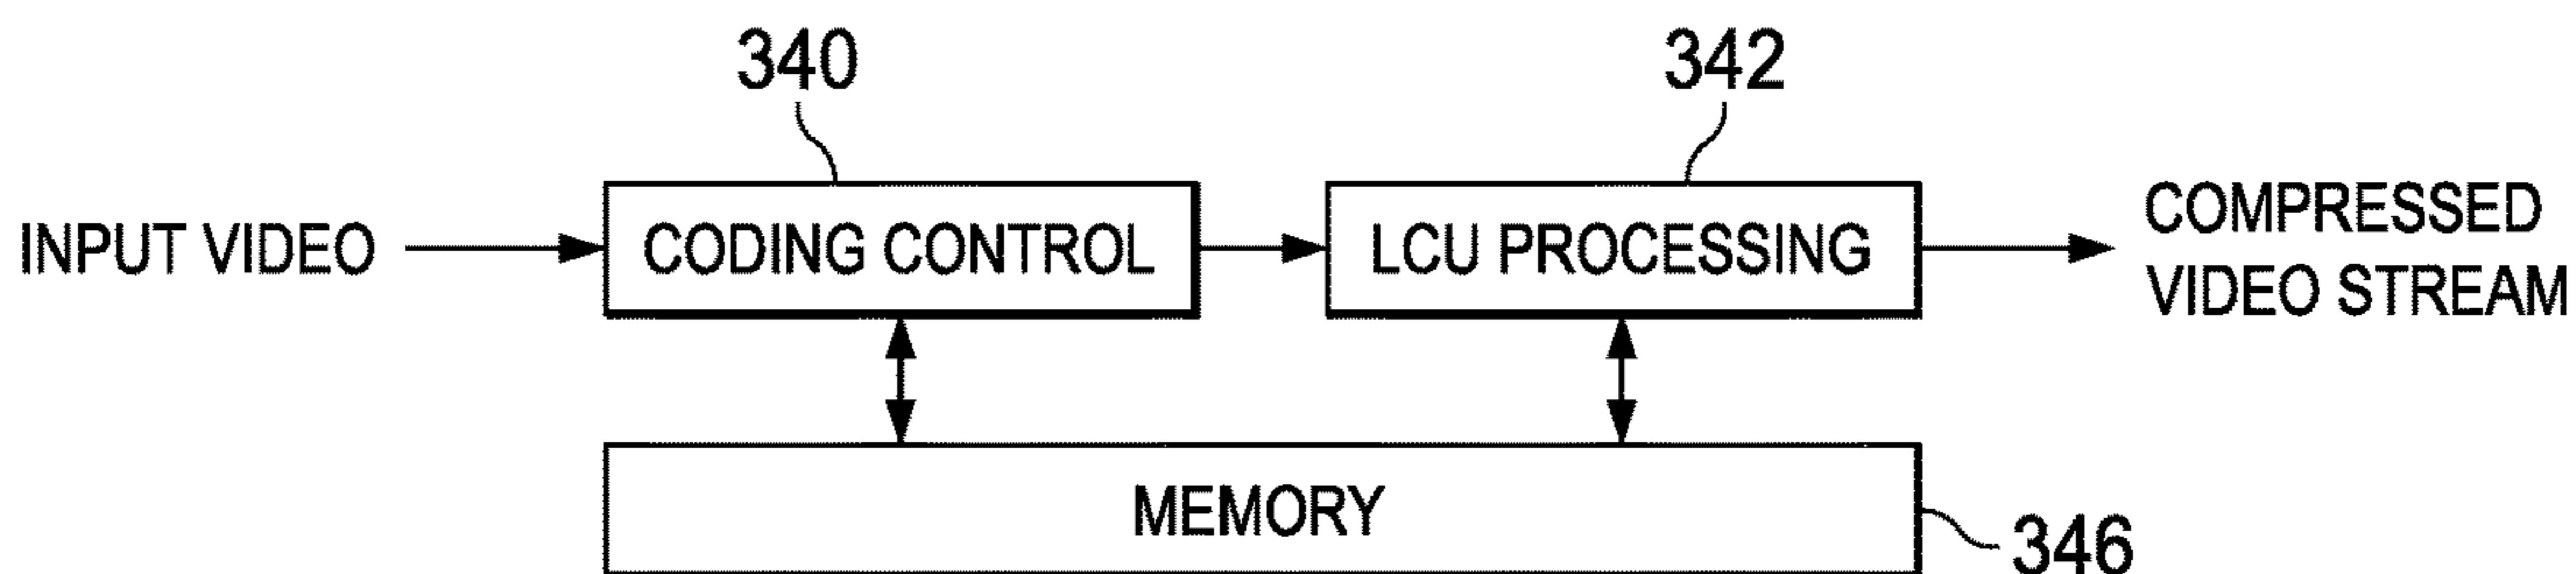 340
342
INPUT VIDEO
CODING CONTROL
LCU PROCESSING
COMPRESSED
VIDEO STREAM
MEMORY
346